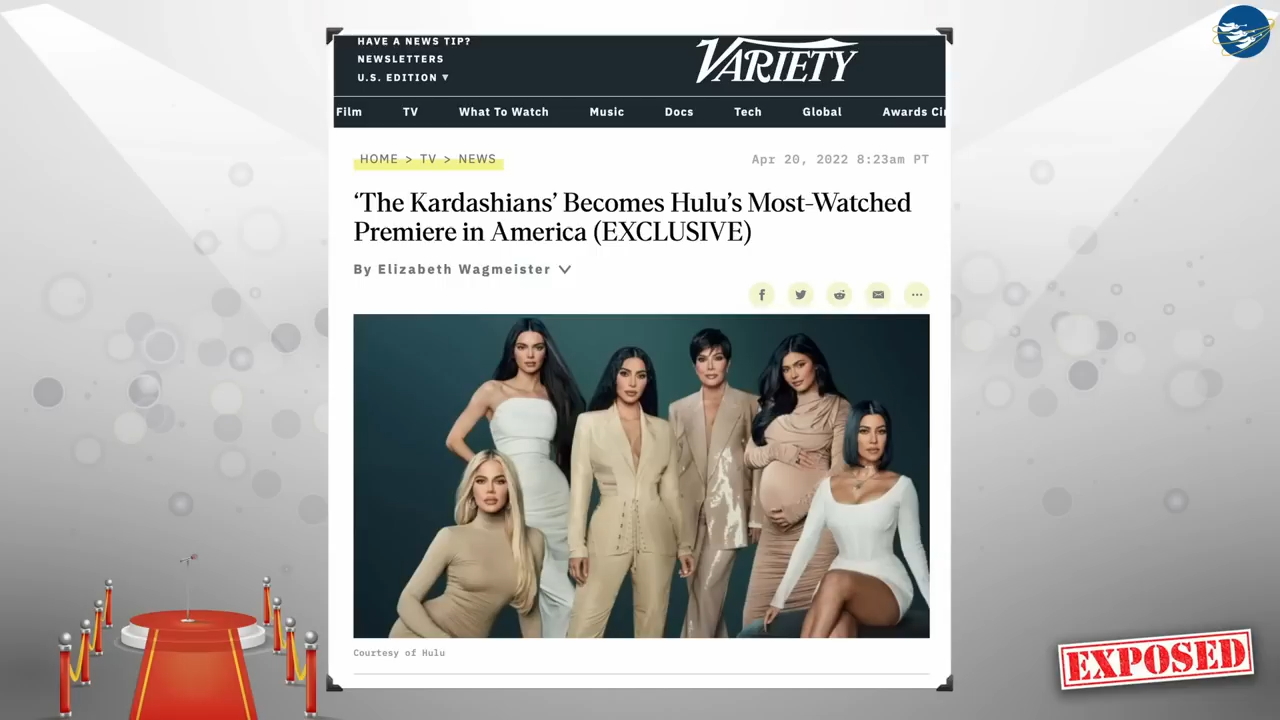 HAVE A NEWS TIP?
NEWSLETTERS
U.S. EDITION ▼
VARIETY
Film TV What To Watch Music Docs Tech Global Awards Cir
HOME > TV > NEWS
Apr 20, 2022 8:23am PT
‘The Kardashians’ Becomes Hulu’s Most-Watched
Premiere in America (EXCLUSIVE)
By Elizabeth Wagmeister
Courtesy of Hulu
EXPOSED